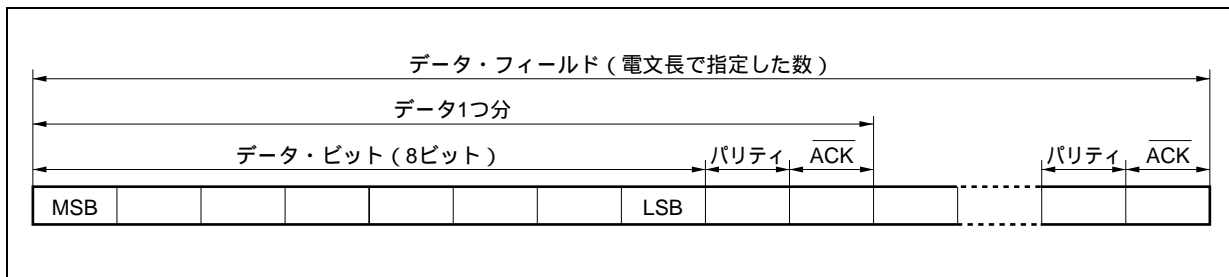 データ・フィールド（電文長で指定した数）
データ1つ分
データ・ビット（8ビット） パリティ A̅C̅K̅ パリティ A̅C̅K̅
MSB LSB